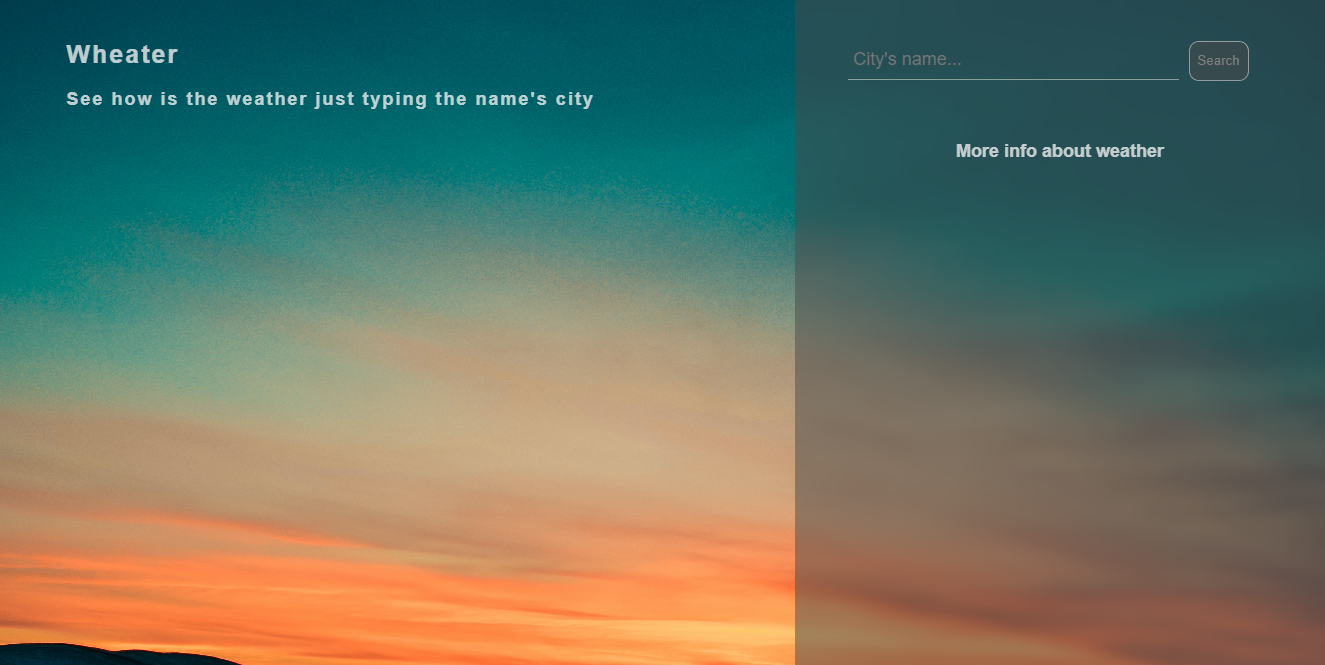 Wheater
See how is the weather just typing the name's city
City's name...
Search
More info about weather